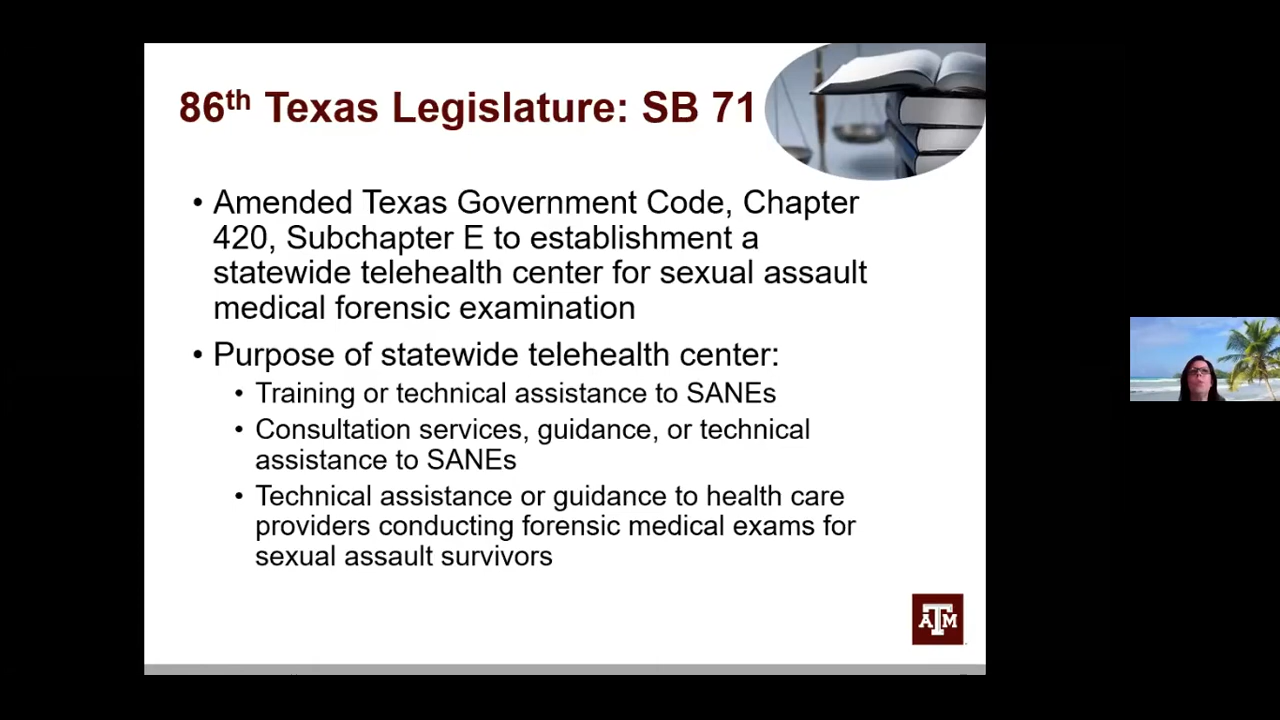 86th Texas Legislature: SB 71
• Amended Texas Government Code, Chapter
420, Subchapter E to establishment a
statewide telehealth center for sexual assault
medical forensic examination
• Purpose of statewide telehealth center:
• Training or technical assistance to SANEs
• Consultation services, guidance, or technical
assistance to SANEs
• Technical assistance or guidance to health care
providers conducting forensic medical exams for
sexual assault survivors
ATM